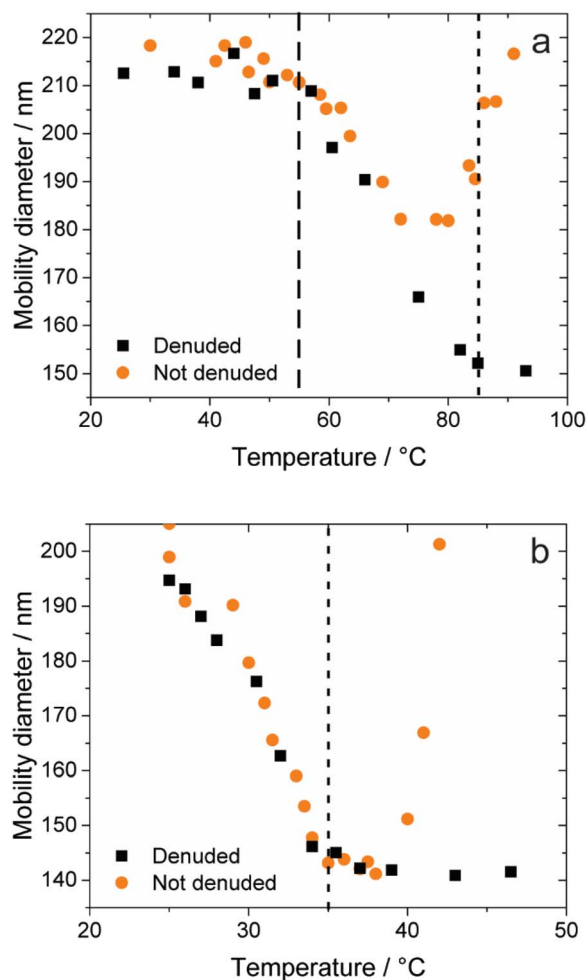 a
220
210
200
190
180
170
160
150
Mobility diameter / nm
Denuded
Not denuded
20 40 60 80 100
Temperature / °C
b
200
190
180
170
160
150
140
Mobility diameter / nm
Denuded
Not denuded
20 30 40 50
Temperature / °C